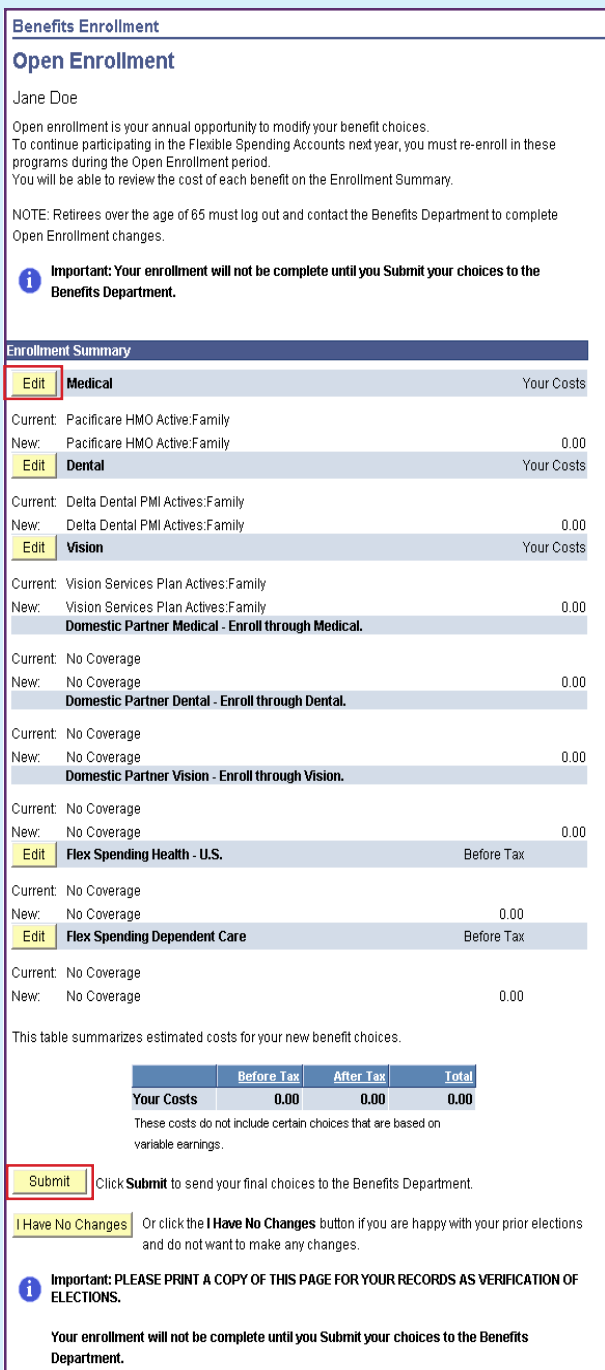 Benefits Enrollment
Open Enrollment
Jane Doe
Open enrollment is your annual opportunity to modify your benefit choices.
To continue participating in the Flexible Spending Accounts next year, you must re-enroll in these
programs during the Open Enrollment period.
You will be able to review the cost of each benefit on the Enrollment Summary.
NOTE: Retirees over the age of 65 must log out and contact the Benefits Department to complete
Open Enrollment changes.
Important: Your enrollment will not be complete until you Submit your choices to the
Benefits Department.
Enrollment Summary
Edit Medical Your Costs
Current: Pacificare HMO Active:Family
New: Pacificare HMO Active:Family 0.00
Edit Dental Your Costs
Current: Delta Dental PMI Actives:Family
New: Delta Dental PMI Actives:Family 0.00
Edit Vision Your Costs
Current: Vision Services Plan Actives:Family
New: Vision Services Plan Actives:Family 0.00
Domestic Partner Medical - Enroll through Medical.
Current: No Coverage
New: No Coverage 0.00
Domestic Partner Dental - Enroll through Dental.
Current: No Coverage
New: No Coverage 0.00
Domestic Partner Vision - Enroll through Vision.
Current: No Coverage
New: No Coverage 0.00
Edit Flex Spending Health - U.S. Before Tax
Current: No Coverage
New: No Coverage 0.00
Edit Flex Spending Dependent Care Before Tax
Current: No Coverage
New: No Coverage 0.00
This table summarizes estimated costs for your new benefit choices.
Before Tax After Tax Total
Your Costs 0.00 0.00 0.00
These costs do not include certain choices that are based on
variable earnings.
Submit Click Submit to send your final choices to the Benefits Department.
I Have No Changes Or click the I Have No Changes button if you are happy with your prior elections
and do not want to make any changes.
Important: PLEASE PRINT A COPY OF THIS PAGE FOR YOUR RECORDS AS VERIFICATION OF
ELECTIONS.
Your enrollment will not be complete until you Submit your choices to the Benefits
Department.